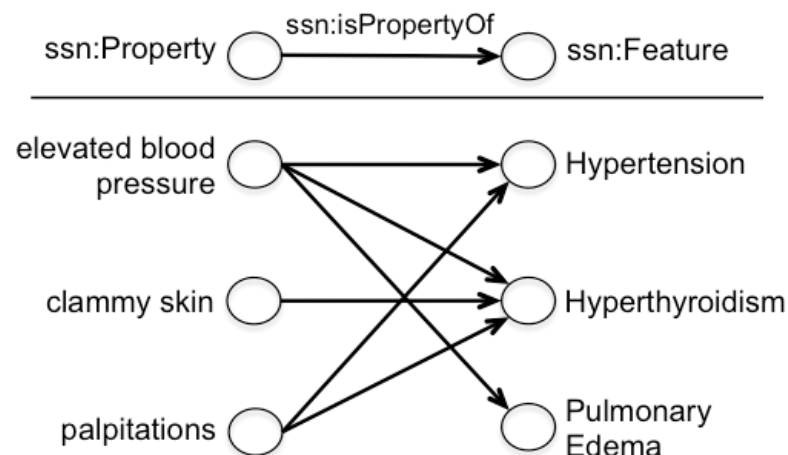 ssn:isPropertyOf
ssn:Property
ssn:Feature
elevated blood
pressure
Hypertension
clammy skin
Hyperthyroidism
palpitations
Pulmonary
Edema